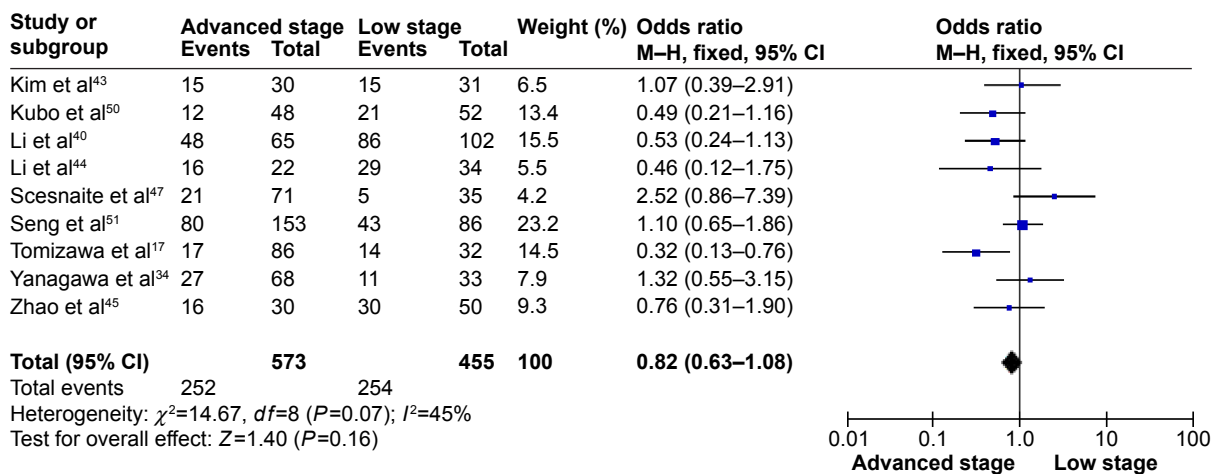 Study or subgroup Advanced stage Low stage Weight (%) Odds ratio Odds ratio
Events Total Events Total M–H, fixed, 95% CI M–H, fixed, 95% CI
Kim et al⁴³ 15 30 15 31 6.5 1.07 (0.39–2.91)
Kubo et al⁵⁰ 12 48 21 52 13.4 0.49 (0.21–1.16)
Li et al⁴⁰ 48 65 86 102 15.5 0.53 (0.24–1.13)
Li et al⁴⁴ 16 22 29 34 5.5 0.46 (0.12–1.75)
Scesnaite et al⁴⁷ 21 71 5 35 4.2 2.52 (0.86–7.39)
Seng et al⁵¹ 80 153 43 86 23.2 1.10 (0.65–1.86)
Tomizawa et al¹⁷ 17 86 14 32 14.5 0.32 (0.13–0.76)
Yanagawa et al³⁴ 27 68 11 33 7.9 1.32 (0.55–3.15)
Zhao et al⁴⁵ 16 30 30 50 9.3 0.76 (0.31–1.90)
Total (95% CI) 573 455 100 0.82 (0.63–1.08)
Total events 252 254
Heterogeneity: χ²=14.67, df=8 (P=0.07); I²=45%
Test for overall effect: Z=1.40 (P=0.16)
0.01 0.1 1.0 10 100
Advanced stage Low stage